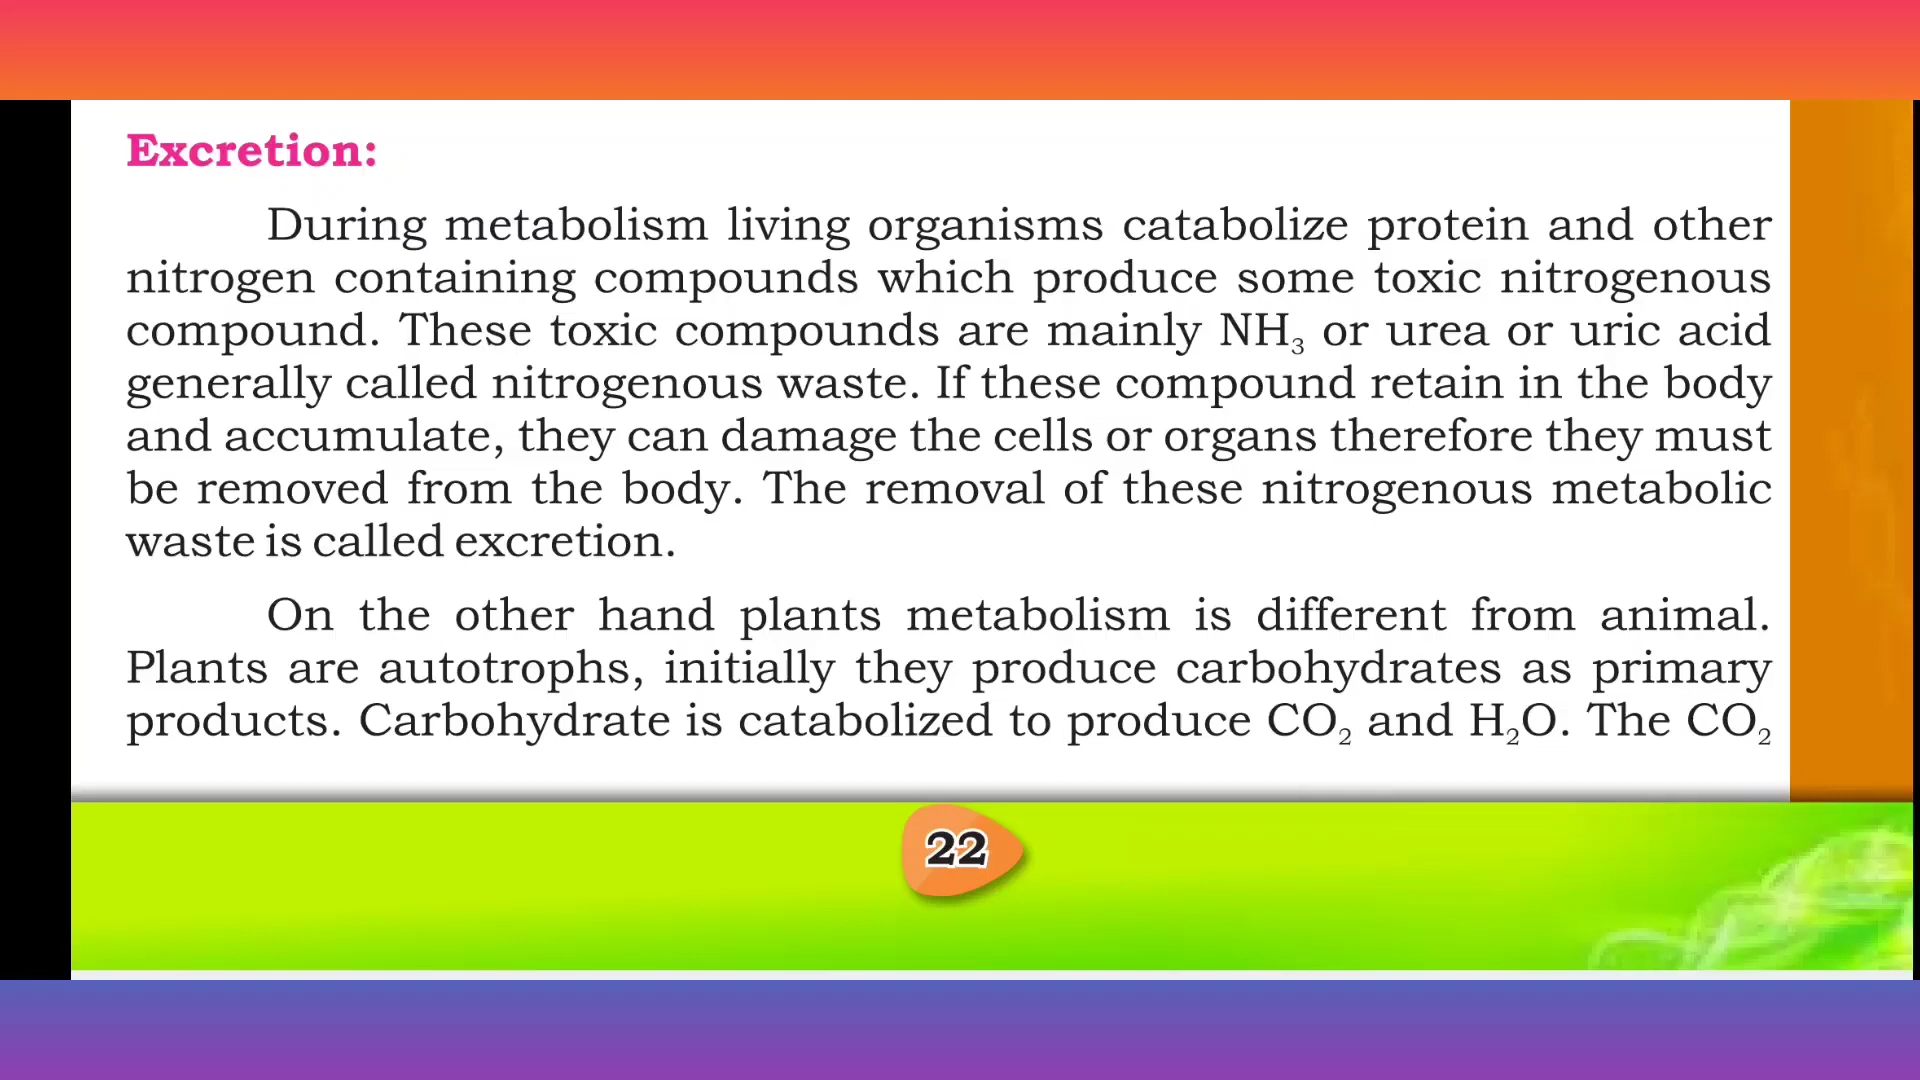 Excretion:
During metabolism living organisms catabolize protein and other
nitrogen containing compounds which produce some toxic nitrogenous
compound. These toxic compounds are mainly NH₃ or urea or uric acid
generally called nitrogenous waste. If these compound retain in the body
and accumulate, they can damage the cells or organs therefore they must
be removed from the body. The removal of these nitrogenous metabolic
waste is called excretion.
On the other hand plants metabolism is different from animal.
Plants are autotrophs, initially they produce carbohydrates as primary
products. Carbohydrate is catabolized to produce CO₂ and H₂O. The CO₂
22